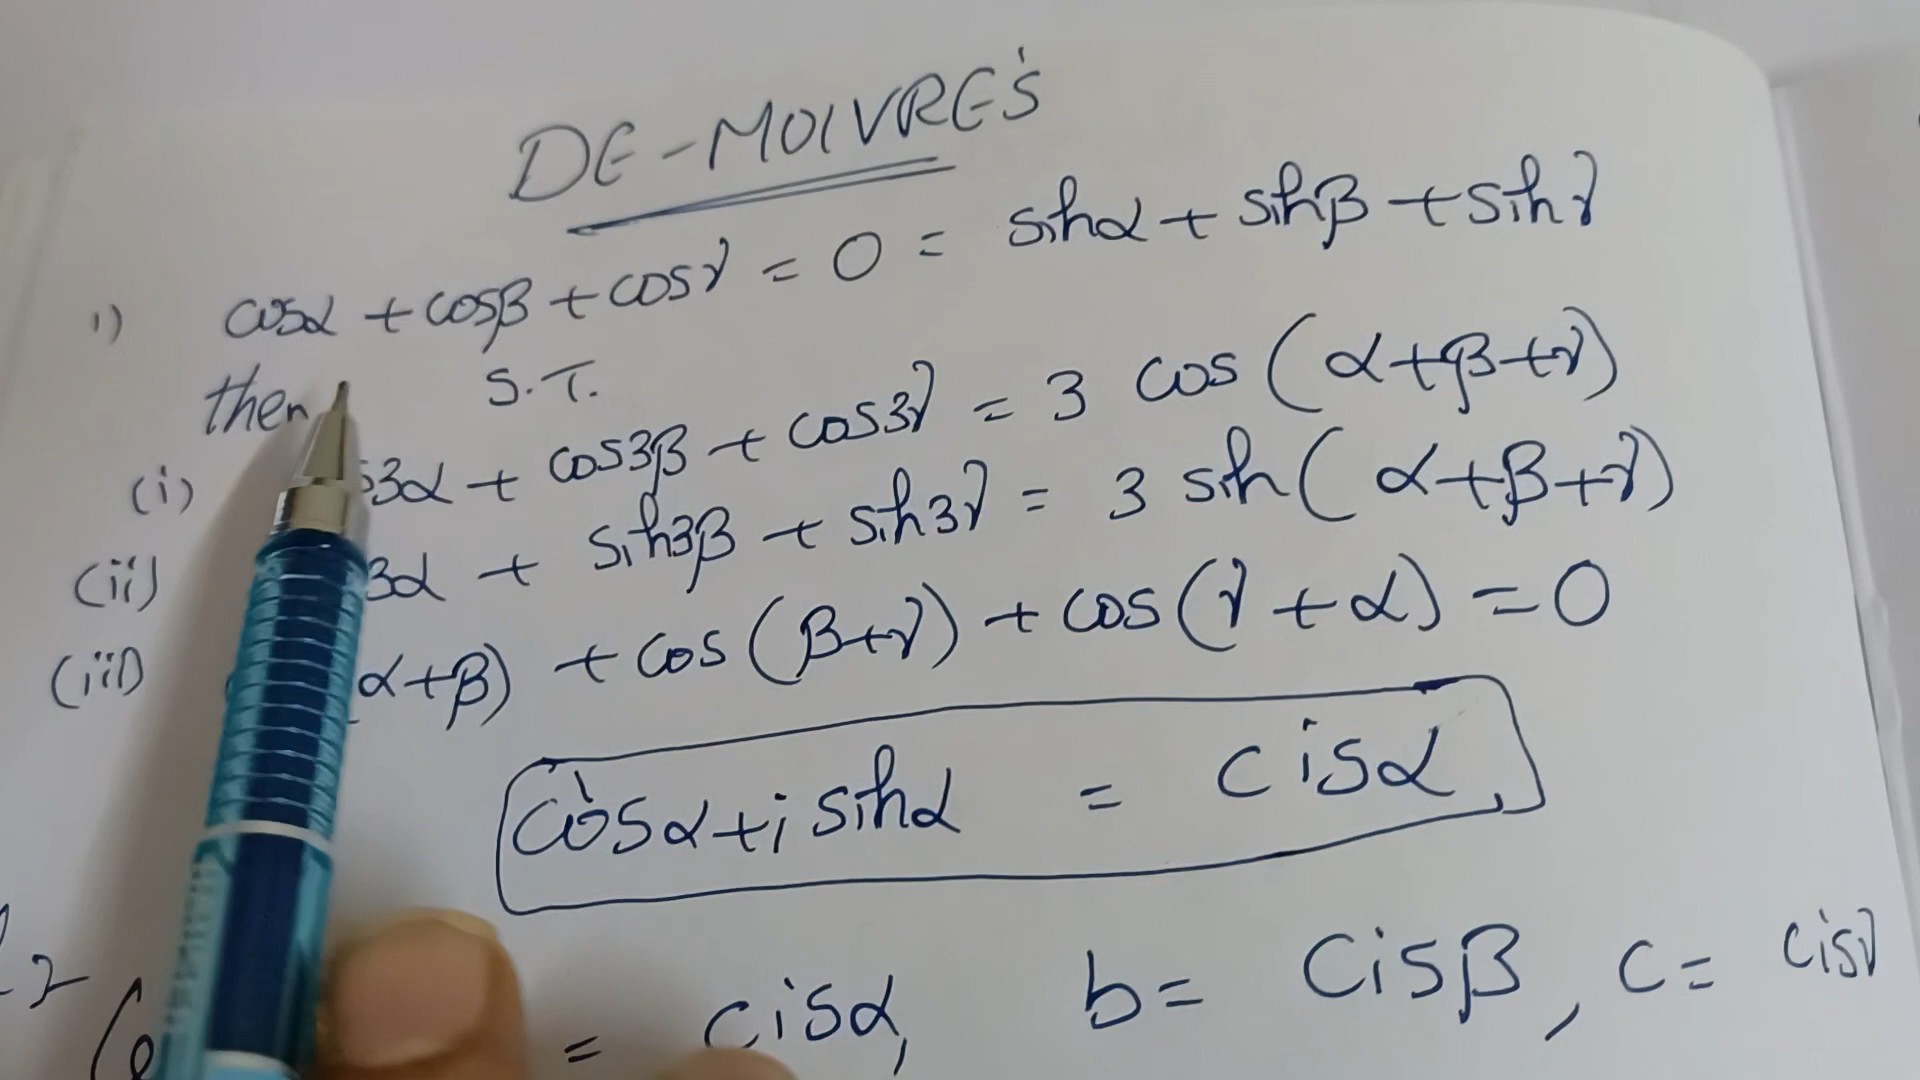 DE-MOIVRE'S
1) cosα + cosβ + cosγ = 0 = sinα + sinβ + sinγ
then S.T.
(i) 3α + cos3β + cos3γ = 3 cos(α+β+γ)
(ii) 3α + sin3β + sin3γ = 3 sin(α+β+γ)
(iii) α+β) + cos(β+γ) + cos(γ+α) = 0
cosα+i sinα = cisα
= cisα, b= Cisβ, c= cisγ